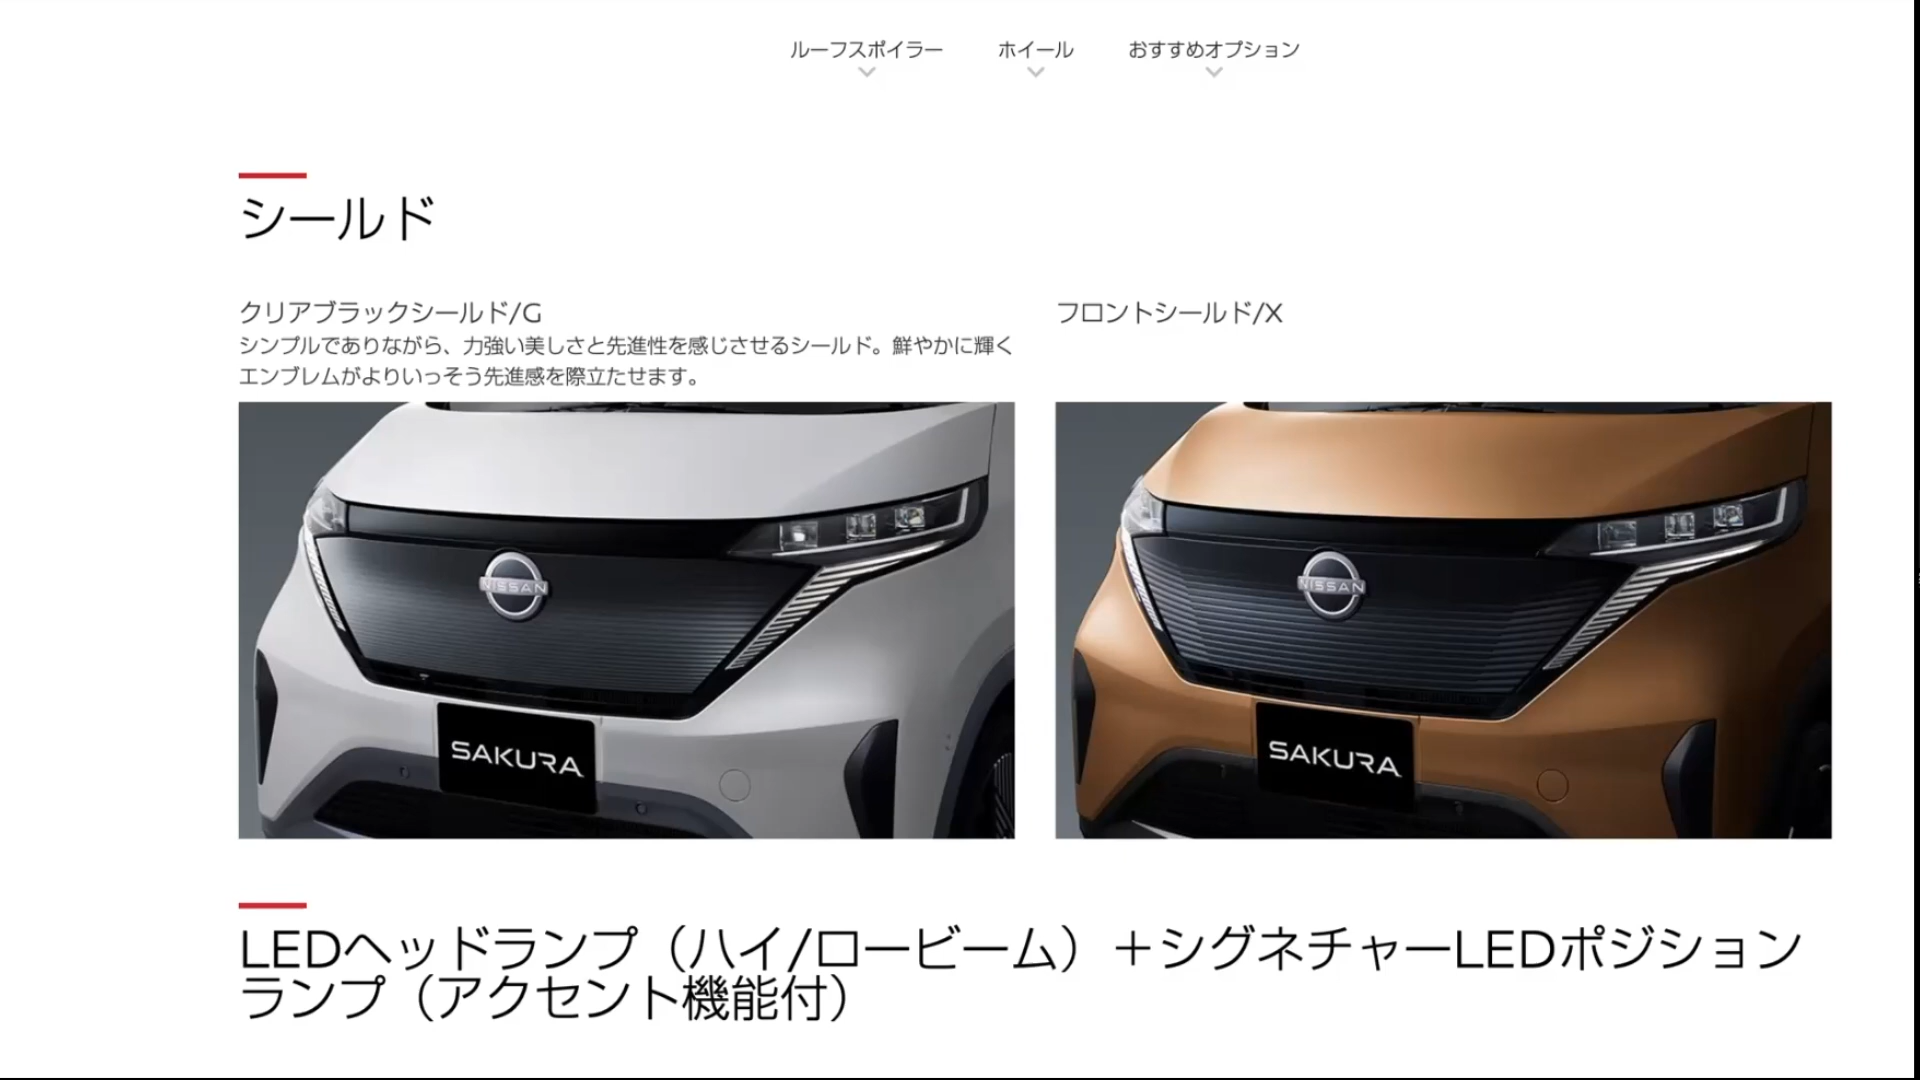 ルーフスポイラー ホイール おすすめオプション
シールド
クリアブラックシールド/G
シンプルでありながら、力強い美しさと先進性を感じさせるシールド。鮮やかに輝く
エンブレムがよりいっそう先進感を際立たせます。
フロントシールド/X
NISSAN
SAKURA
NISSAN
SAKURA
LEDヘッドランプ（ハイ/ロービーム）＋シグネチャーLEDポジション
ランプ（アクセント機能付）